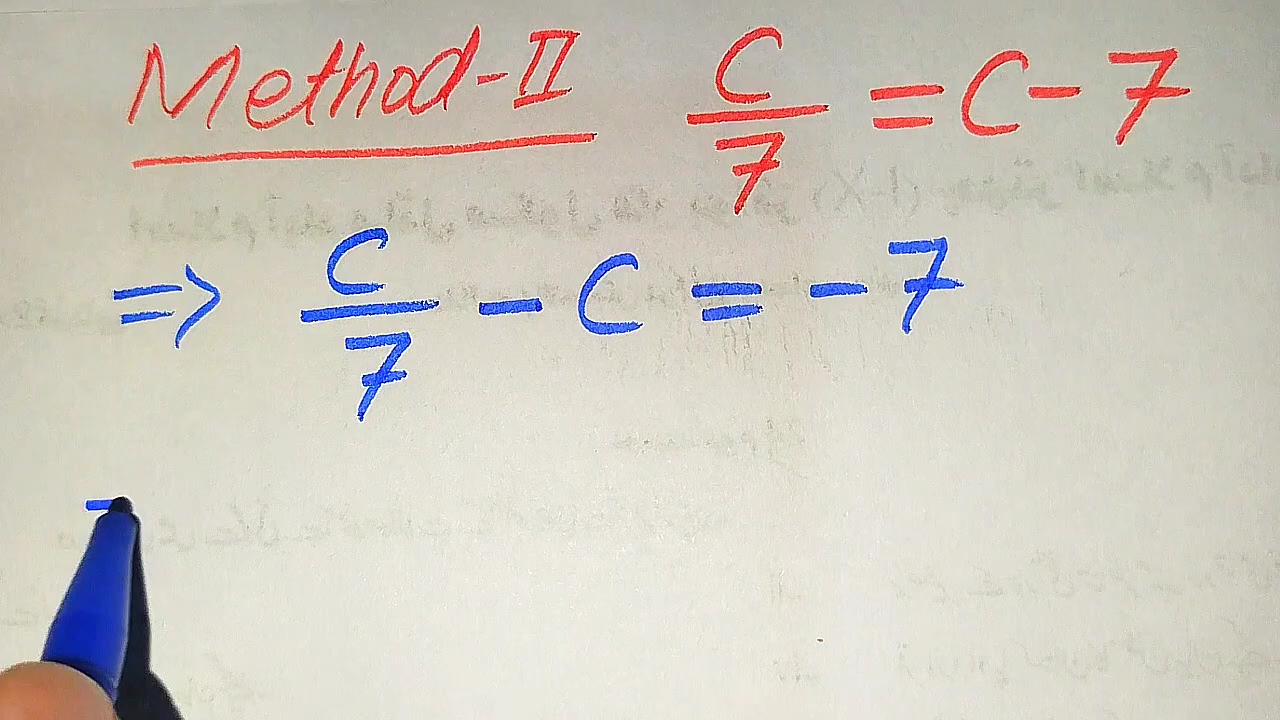 Method-II C/7 = C - 7
=> C/7 - C = - 7